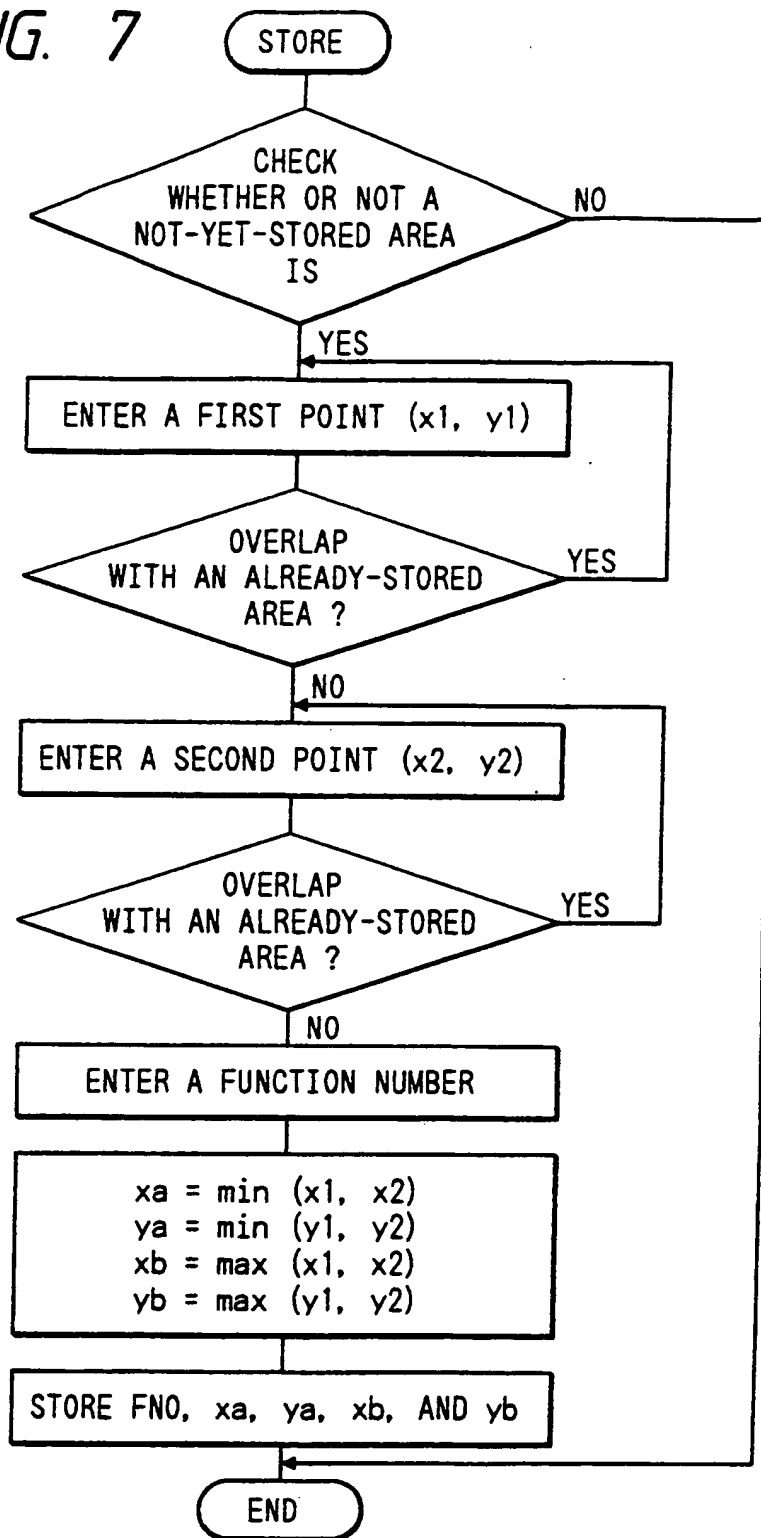 FIG. 7
STORE
CHECK
WHETHER OR NOT A
NOT-YET-STORED AREA
IS
NO
YES
ENTER A FIRST POINT (x1, y1)
OVERLAP
WITH AN ALREADY-STORED
AREA ?
YES
NO
ENTER A SECOND POINT (x2, y2)
OVERLAP
WITH AN ALREADY-STORED
AREA ?
YES
NO
ENTER A FUNCTION NUMBER
xa = min (x1, x2)
ya = min (y1, y2)
xb = max (x1, x2)
yb = max (y1, y2)
STORE FNO, xa, ya, xb, AND yb
END